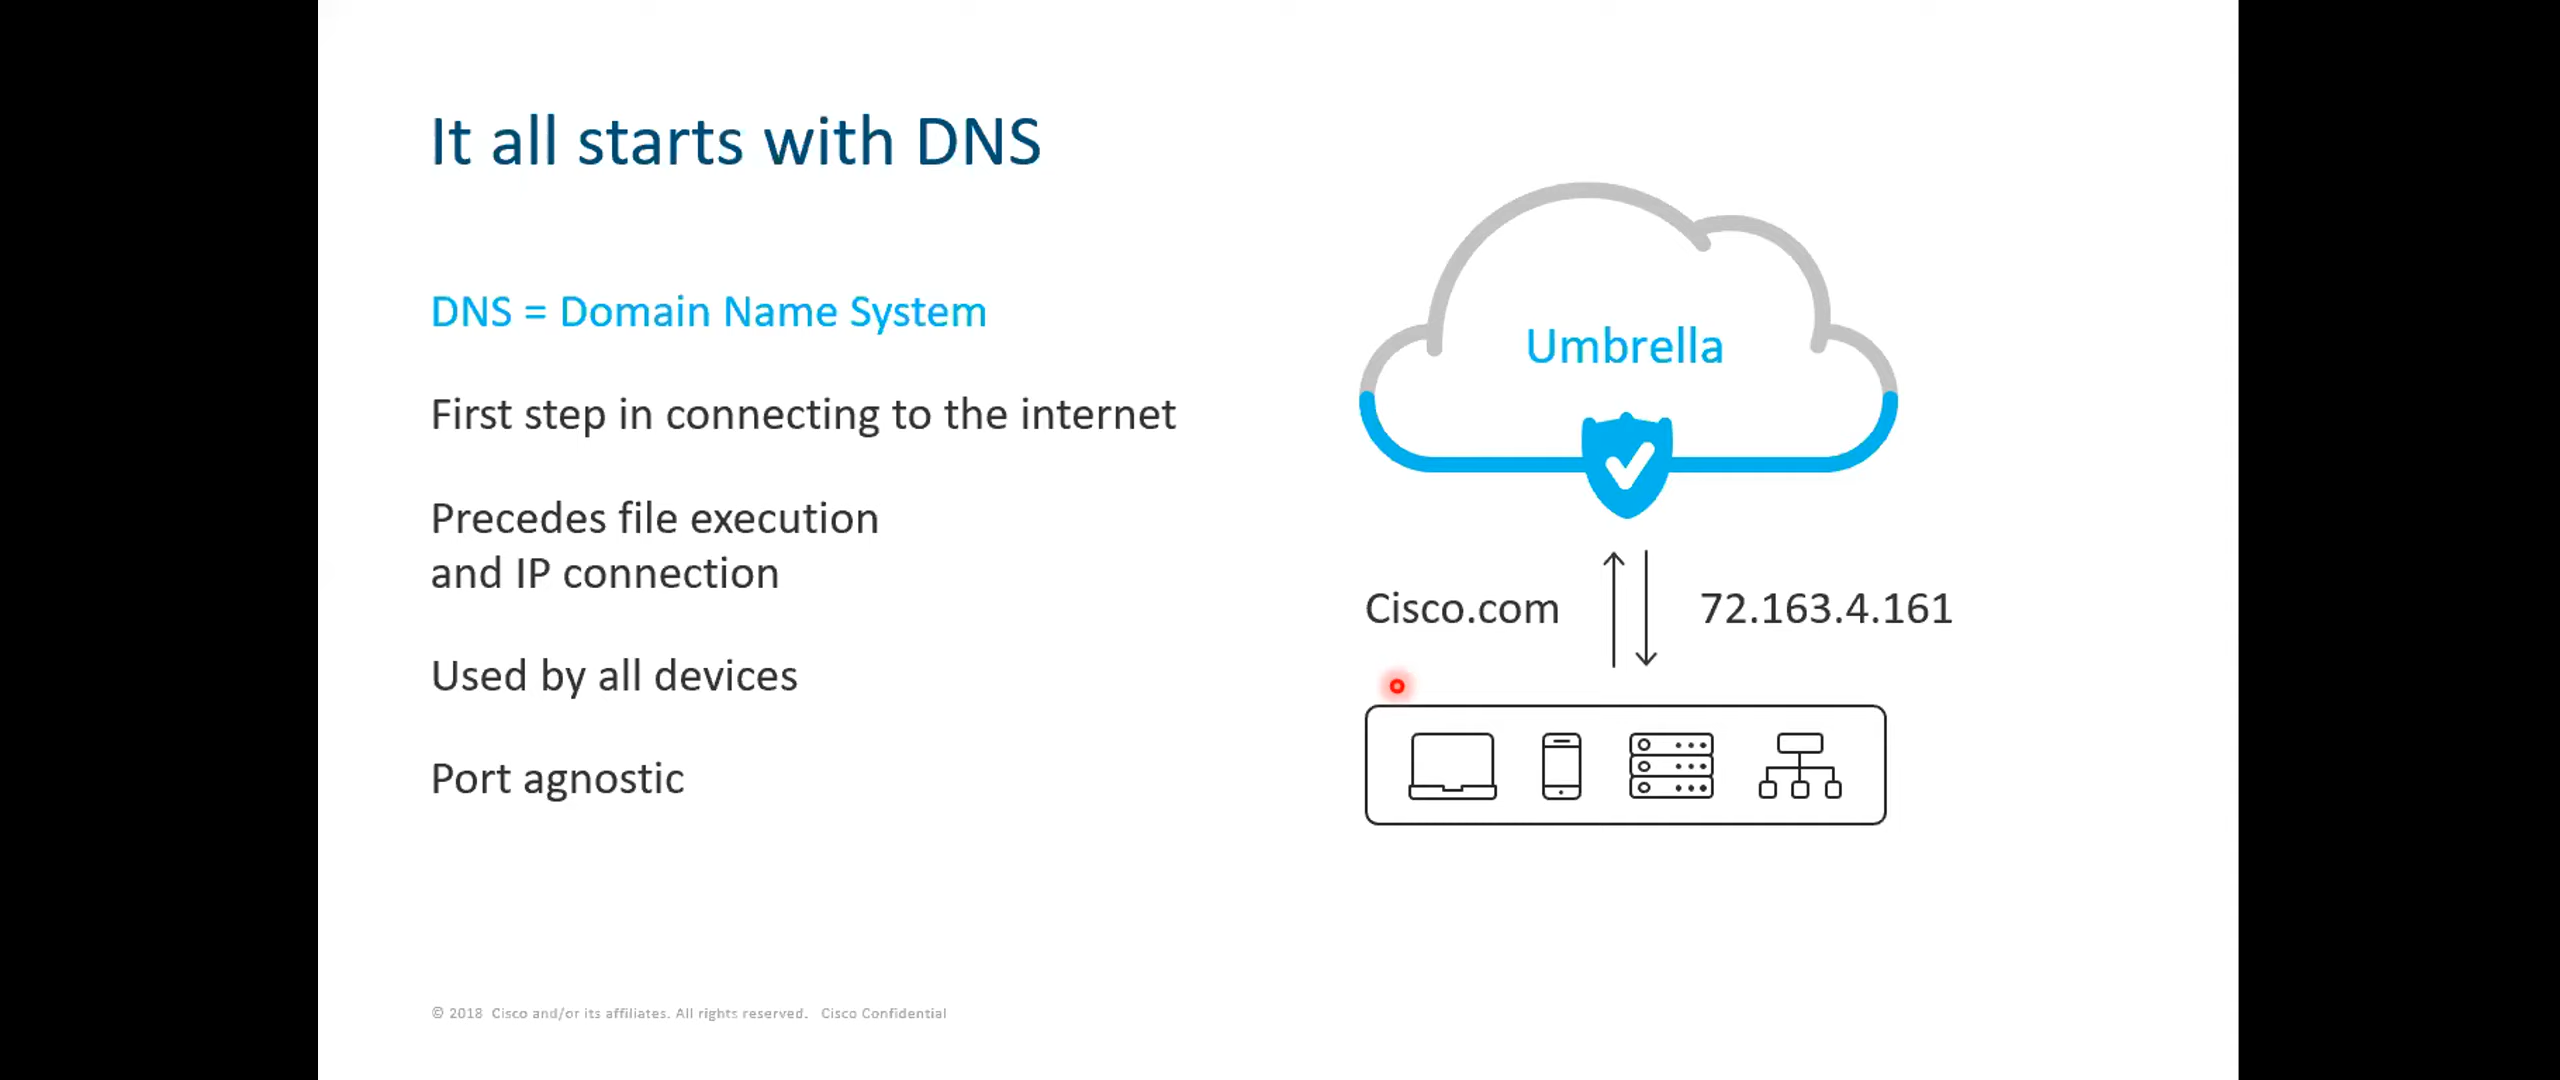 It all starts with DNS
DNS = Domain Name System
First step in connecting to the internet
Precedes file execution
and IP connection
Used by all devices
Port agnostic
Umbrella
Cisco.com
72.163.4.161
© 2018 Cisco and/or its affiliates. All rights reserved. Cisco Confidential